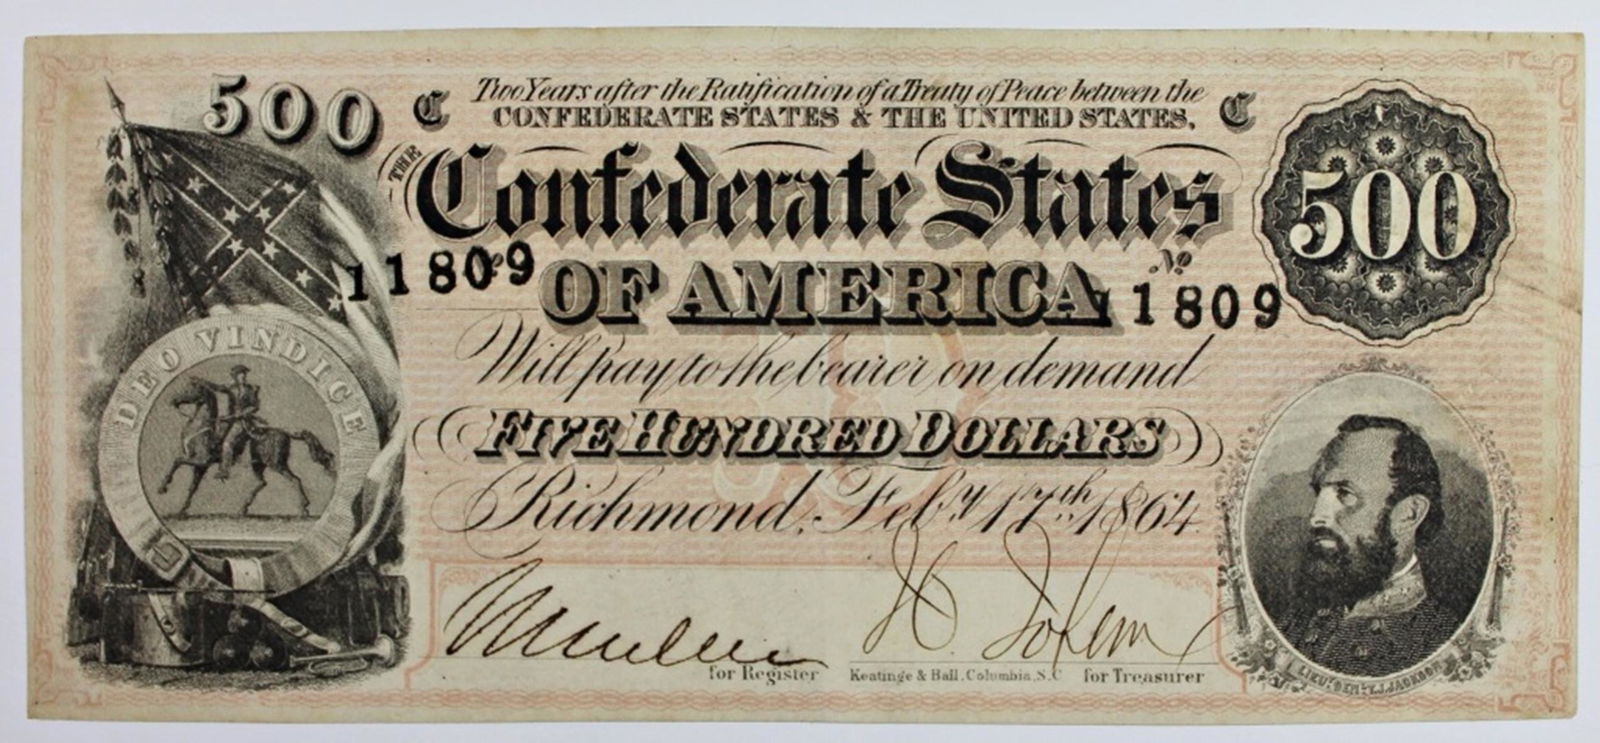 500
C
Two Years after the Ratification of a Treaty of Peace between the
CONFEDERATE STATES & THE UNITED STATES,
C
500
THE
Confederate States
OF AMERICA
No
11809
No
11809
Will pay to the bearer on demand
FIVE HUNDRED DOLLARS
Richmond, Feby. 17th. 1864
DEO VINDICE
for Register
Keatinge & Ball, Columbia, S.C
for Treasurer
LIEUT. GEN. T.J. JACKSON